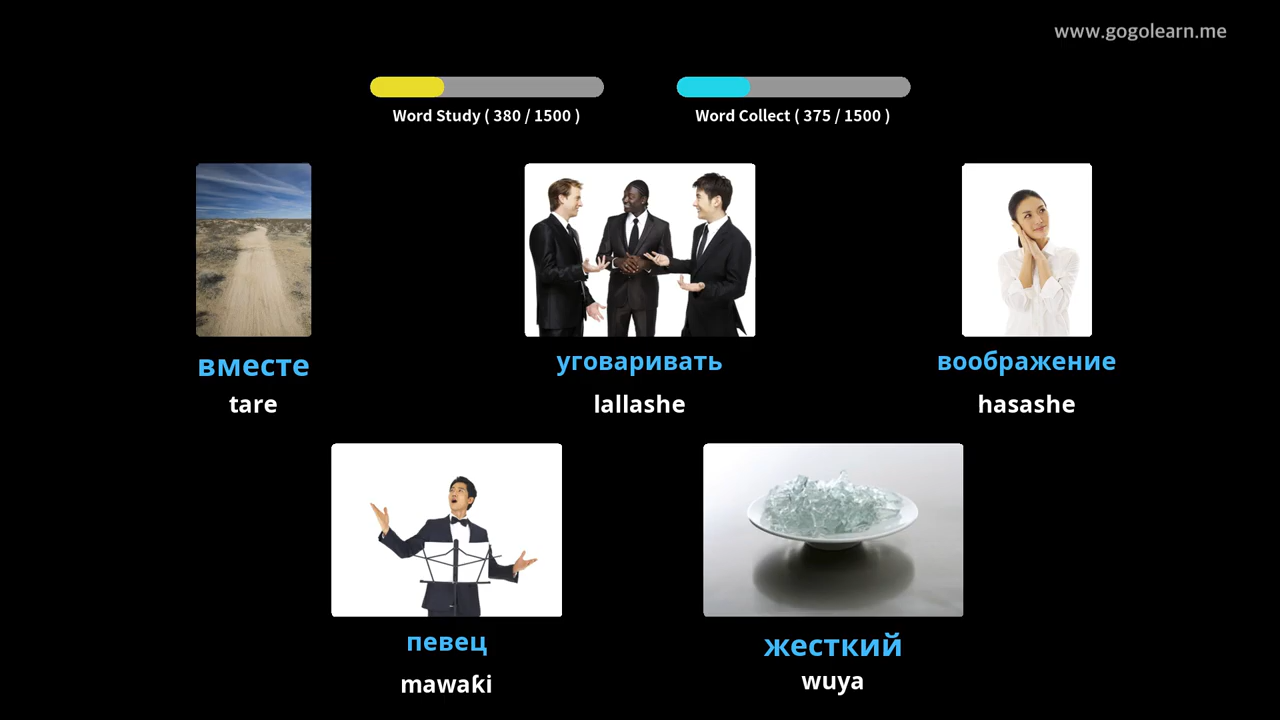 www.gogolearn.me
Word Study ( 380 / 1500 )
Word Collect ( 375 / 1500 )
вместе
tare
уговаривать
lallashe
воображение
hasashe
певец
mawaƙi
жесткий
wuya